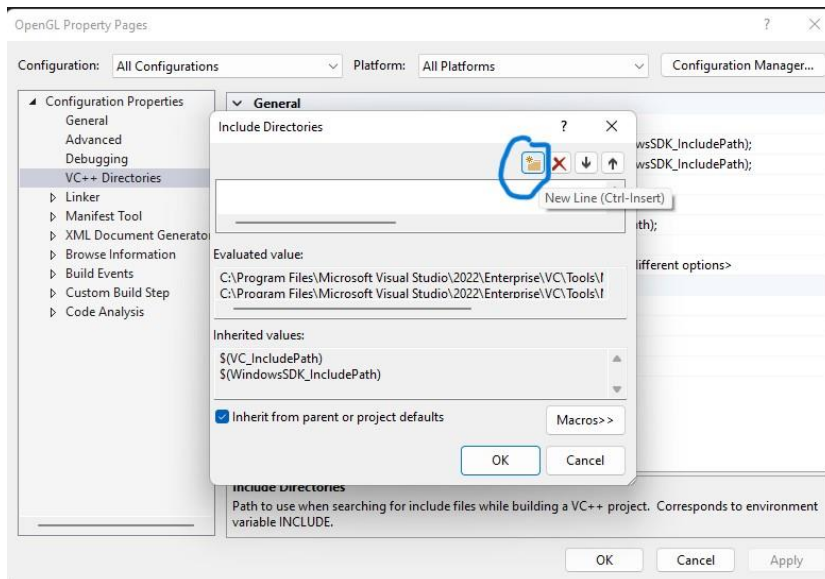 OpenGL Property Pages
?
Configuration: All Configurations Platform: All Platforms Configuration Manager...
Configuration Properties
General
Advanced
Debugging
VC++ Directories
Linker
Manifest Tool
XML Document Generato
Browse Information
Build Events
Custom Build Step
Code Analysis
General
wsSDK_IncludePath);
wsSDK_IncludePath);
th);
ifferent options>
Include Directories ?
New Line (Ctrl-Insert)
Evaluated value:
C:\Program Files\Microsoft Visual Studio\2022\Enterprise\VC\Tools\
C:\Program Files\Microsoft Visual Studio\2022\Enterprise\VC\Tools\
Inherited values:
$(VC_IncludePath)
$(WindowsSDK_IncludePath)
Inherit from parent or project defaults
Macros>>
OK Cancel
Include Directories
Path to use when searching for include files while building a VC++ project. Corresponds to environment
variable INCLUDE.
OK Cancel Apply